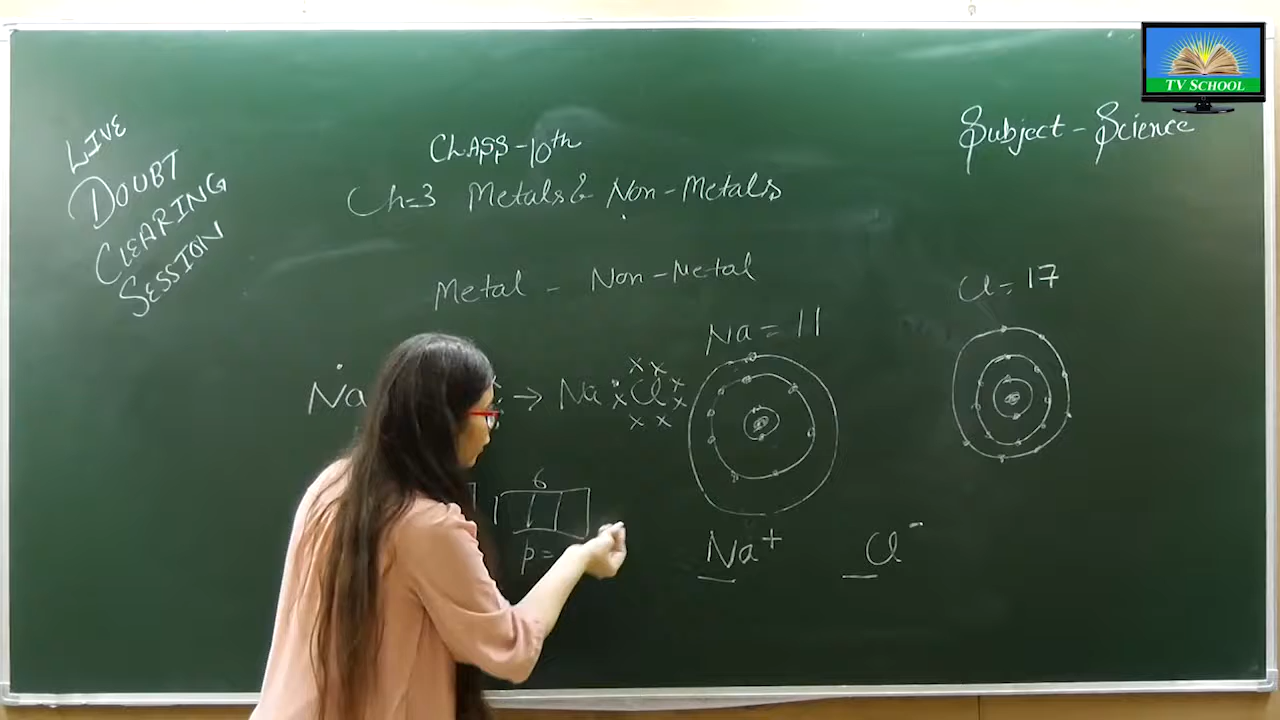 TV SCHOOL
LIVE
DOUBT
CLEARING
SESSION
CLASS-10th
Subject - Science
Ch=3 Metals & Non-Metals
Metal - Non-Metal
Na = 11
Cl = 17
Na → Na Cl
6
p =
Na+
Cl-